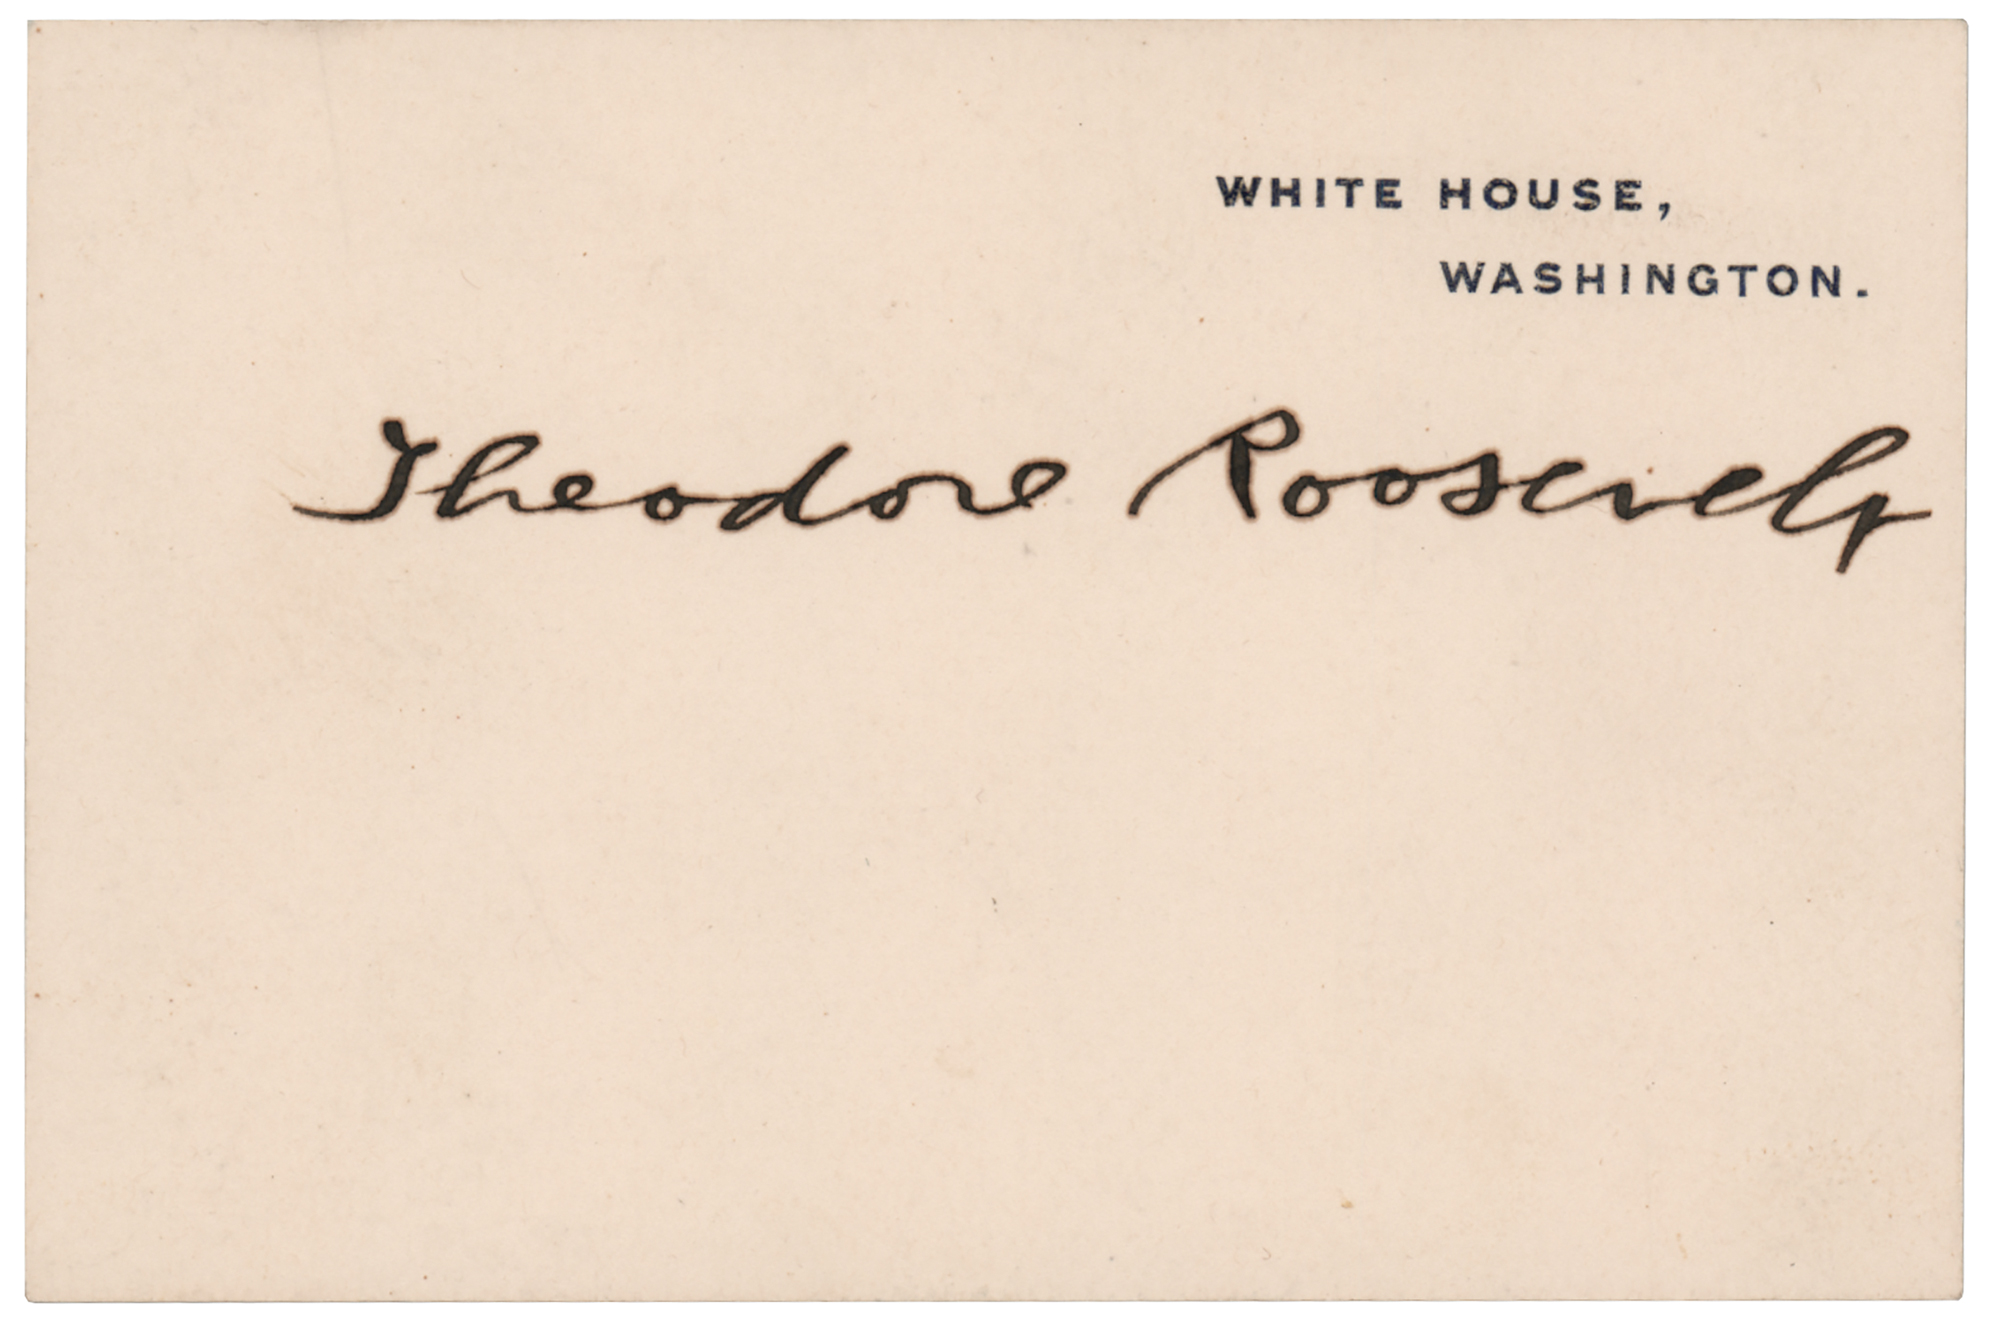 WHITE HOUSE,
WASHINGTON.
Theodore Roosevelt